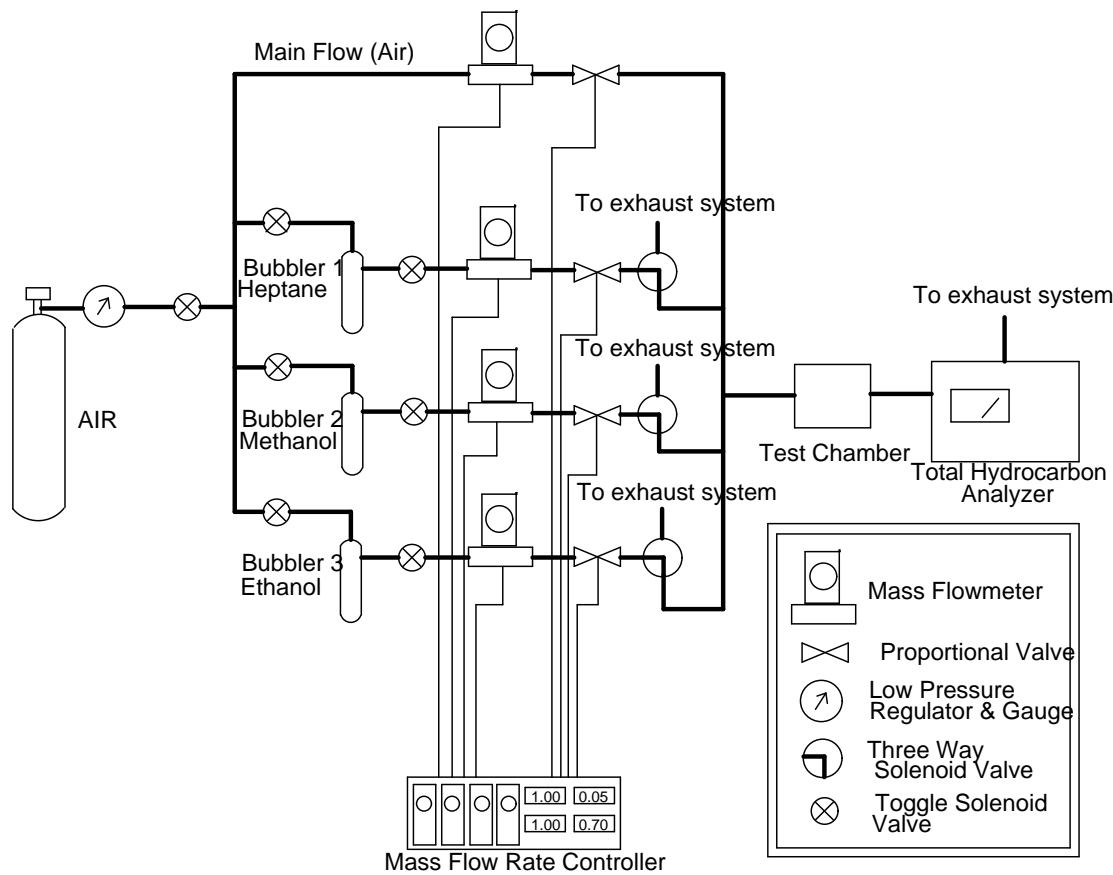 Main Flow (Air)
To exhaust system
Bubbler 1
Heptane
To exhaust system
To exhaust system
AIR
Bubbler 2
Methanol
Test Chamber
Total Hydrocarbon
Analyzer
To exhaust system
Bubbler 3
Ethanol
Mass Flowmeter
Proportional Valve
Low Pressure
Regulator & Gauge
Three Way
Solenoid Valve
Toggle Solenoid
Valve
1.00 0.05
1.00 0.70
Mass Flow Rate Controller